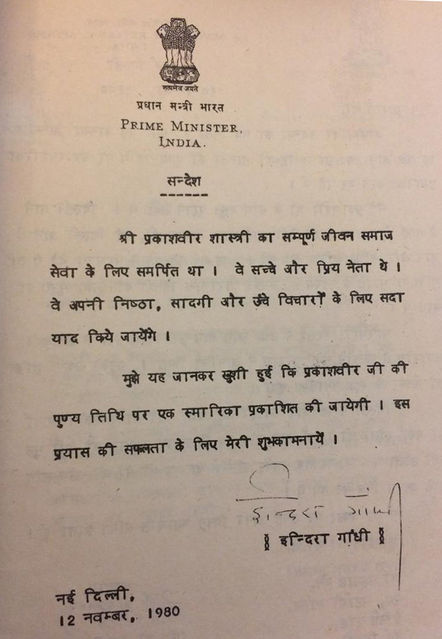 सत्यमेव जयते
प्रधान मन्त्री भारत
PRIME MINISTER,
INDIA.
सन्देश
श्री प्रकाशवीर शास्त्री का सम्पूर्ण जीवन समाज
सेवा के लिए समर्पित था । वे सच्चे और प्रिय नेता थे ।
वे अपनी निष्ठा, सादगी और ऊँचे विचारों के लिए सदा
याद किये जायेंगे ।
मुझे यह जानकर खुशी हुई कि प्रकाशवीर जी की
पुण्य तिथि पर एक स्मारिका प्रकाशित की जायेगी । इस
प्रयास की सफलता के लिए मेरी शुभकामनायें ।
इन्दिरा गाँधी
( इन्दिरा गांधी )
नई दिल्ली,
12 नवम्बर, 1980